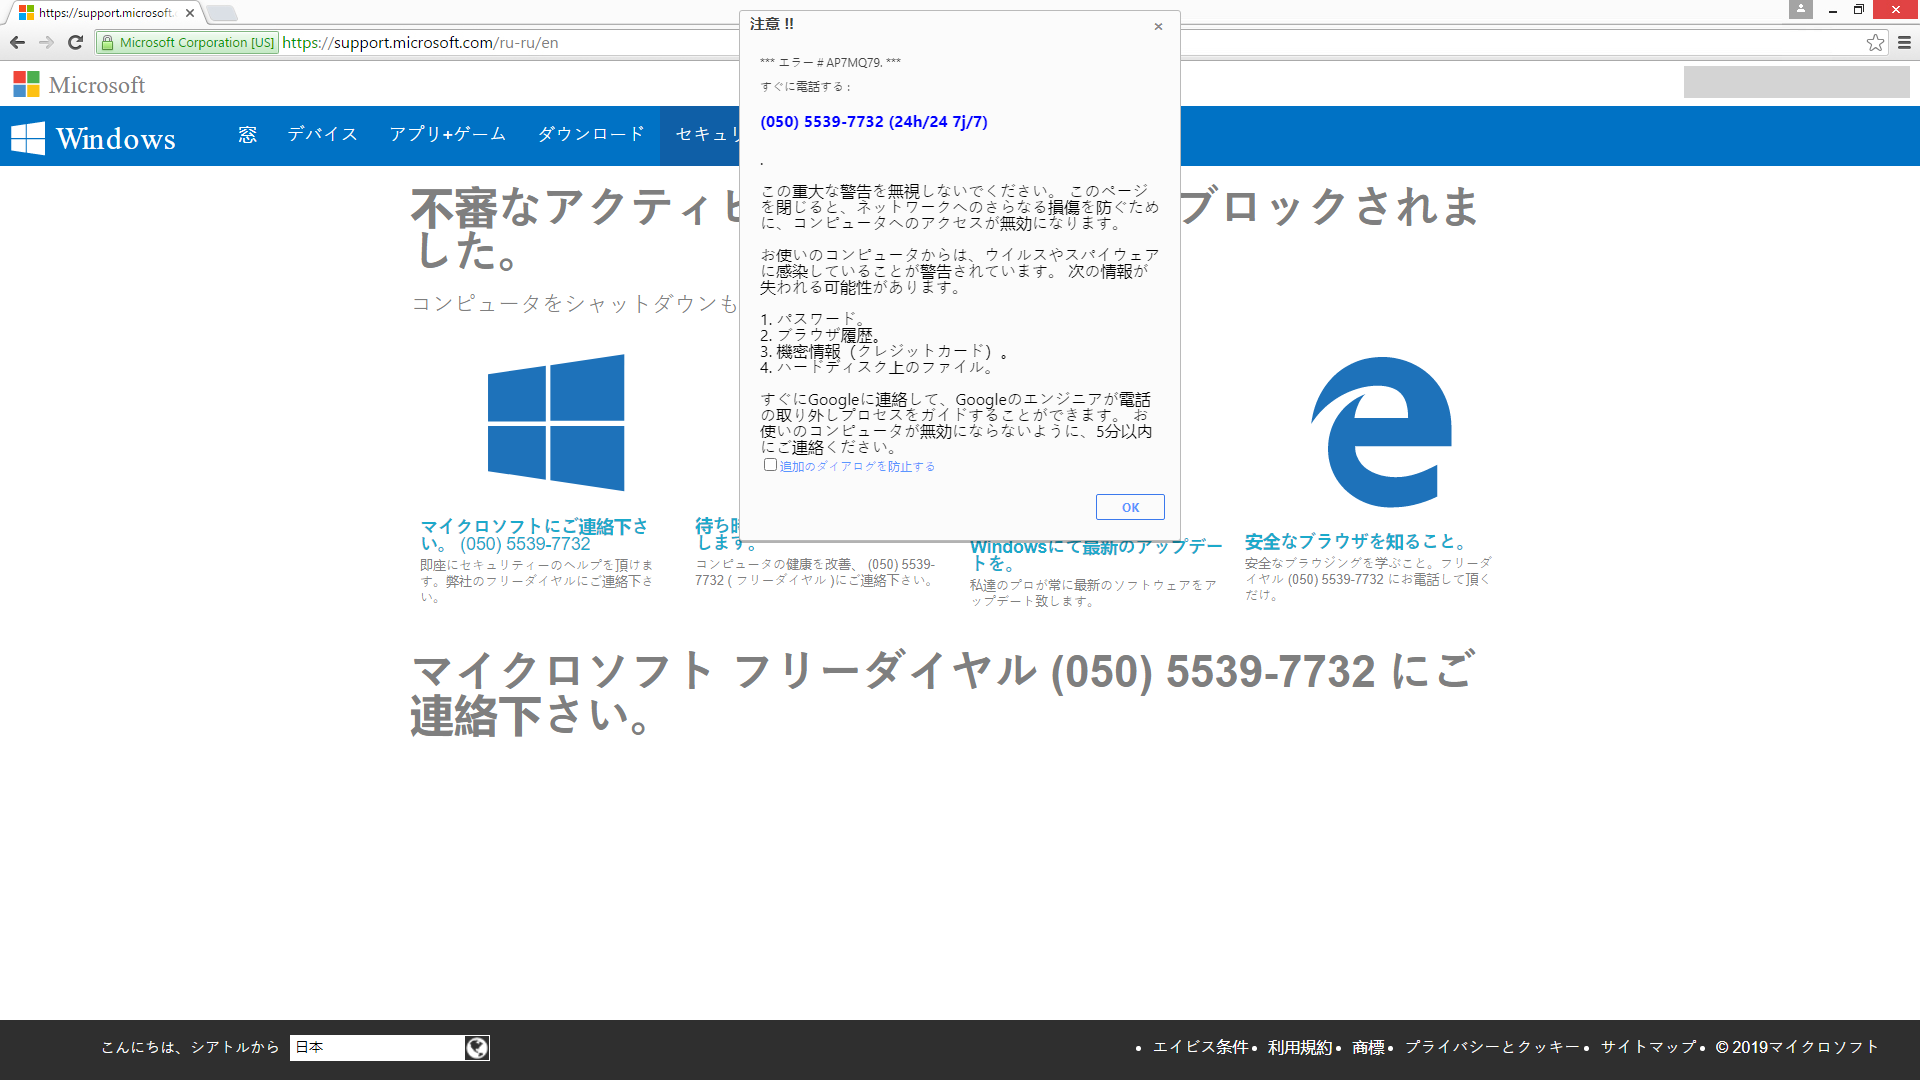 https://support.microsoft.
Microsoft Corporation [US]
https://support.microsoft.com/ru-ru/en
Microsoft
Windows
窓
デバイス
アプリ+ゲーム
ダウンロード
セキュリ
注意 !!
*** エラー # AP7MQ79. ***
すぐに電話する :
(050) 5539-7732 (24h/24 7j/7)
.
この重大な警告を無視しないでください。 このページ
を閉じると、ネットワークへのさらなる損傷を防ぐため
に、コンピュータへのアクセスが無効になります。
お使いのコンピュータからは、ウイルスやスパイウェア
に感染していることが警告されています。 次の情報が
失われる可能性があります。
1. パスワード。
2. ブラウザ履歴。
3. 機密情報（クレジットカード）。
4. ハードディスク上のファイル。
すぐにGoogleに連絡して、Googleのエンジニアが電話
の取り外しプロセスをガイドすることができます。 お
使いのコンピュータが無効にならないように、5分以内
にご連絡ください。
追加のダイアログを防止する
OK
不審なアクティビ
ブロックされま
した。
コンピュータをシャットダウンも
マイクロソフトにご連絡下さ
い。 (050) 5539-7732
即座にセキュリティーのヘルプを頂けま
す。弊社のフリーダイヤルにご連絡下さ
い。
待ち時
します。
コンピュータの健康を改善、 (050) 5539-
7732 ( フリーダイヤル )にご連絡下さい。
Windowsにて最新のアップデー
トを。
私達のプロが常に最新のソフトウェアをア
ップデート致します。
安全なブラウザを知ること。
安全なブラウジングを学ぶこと。フリーダ
イヤル (050) 5539-7732 にお電話して頂く
だけ。
マイクロソフト フリーダイヤル (050) 5539-7732 にご
連絡下さい。
こんにちは、シアトルから
日本
• エイビス条件
• 利用規約
• 商標
• プライバシーとクッキー
• サイトマップ
• © 2019マイクロソフト